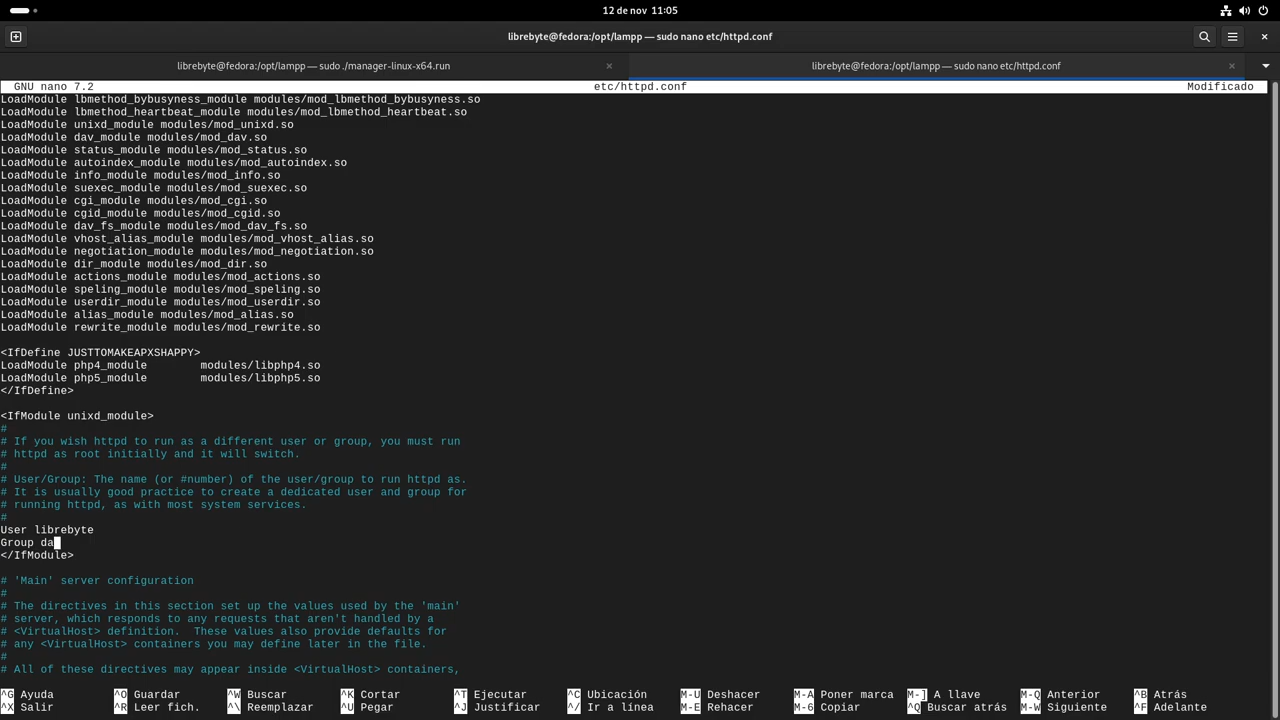 12 de nov 11:05
librebyte@fedora:/opt/lampp — sudo nano etc/httpd.conf
librebyte@fedora:/opt/lampp — sudo ./manager-linux-x64.run × librebyte@fedora:/opt/lampp — sudo nano etc/httpd.conf ×
GNU nano 7.2 etc/httpd.conf Modificado
LoadModule lbmethod_bybusyness_module modules/mod_lbmethod_bybusyness.so
LoadModule lbmethod_heartbeat_module modules/mod_lbmethod_heartbeat.so
LoadModule unixd_module modules/mod_unixd.so
LoadModule dav_module modules/mod_dav.so
LoadModule status_module modules/mod_status.so
LoadModule autoindex_module modules/mod_autoindex.so
LoadModule info_module modules/mod_info.so
LoadModule suexec_module modules/mod_suexec.so
LoadModule cgi_module modules/mod_cgi.so
LoadModule cgid_module modules/mod_cgid.so
LoadModule dav_fs_module modules/mod_dav_fs.so
LoadModule vhost_alias_module modules/mod_vhost_alias.so
LoadModule negotiation_module modules/mod_negotiation.so
LoadModule dir_module modules/mod_dir.so
LoadModule actions_module modules/mod_actions.so
LoadModule speling_module modules/mod_speling.so
LoadModule userdir_module modules/mod_userdir.so
LoadModule alias_module modules/mod_alias.so
LoadModule rewrite_module modules/mod_rewrite.so
<IfDefine JUSTTOMAKEAPXSHAPPY>
LoadModule php4_module        modules/libphp4.so
LoadModule php5_module        modules/libphp5.so
</IfDefine>
<IfModule unixd_module>
#
# If you wish httpd to run as a different user or group, you must run
# httpd as root initially and it will switch.
#
# User/Group: The name (or #number) of the user/group to run httpd as.
# It is usually good practice to create a dedicated user and group for
# running httpd, as with most system services.
#
User librebyte
Group da
</IfModule>
# 'Main' server configuration
#
# The directives in this section set up the values used by the 'main'
# server, which responds to any requests that aren't handled by a
# <VirtualHost> definition.  These values also provide defaults for
# any <VirtualHost> containers you may define later in the file.
#
# All of these directives may appear inside <VirtualHost> containers,
^G Ayuda ^O Guardar ^W Buscar ^K Cortar ^T Ejecutar ^C Ubicación M-U Deshacer M-A Poner marca M-] A llave M-Q Anterior ^B Atrás
^X Salir ^R Leer fich. ^\ Reemplazar ^U Pegar ^J Justificar ^/ Ir a línea M-E Rehacer M-6 Copiar ^Q Buscar atrás M-W Siguiente ^F Adelante